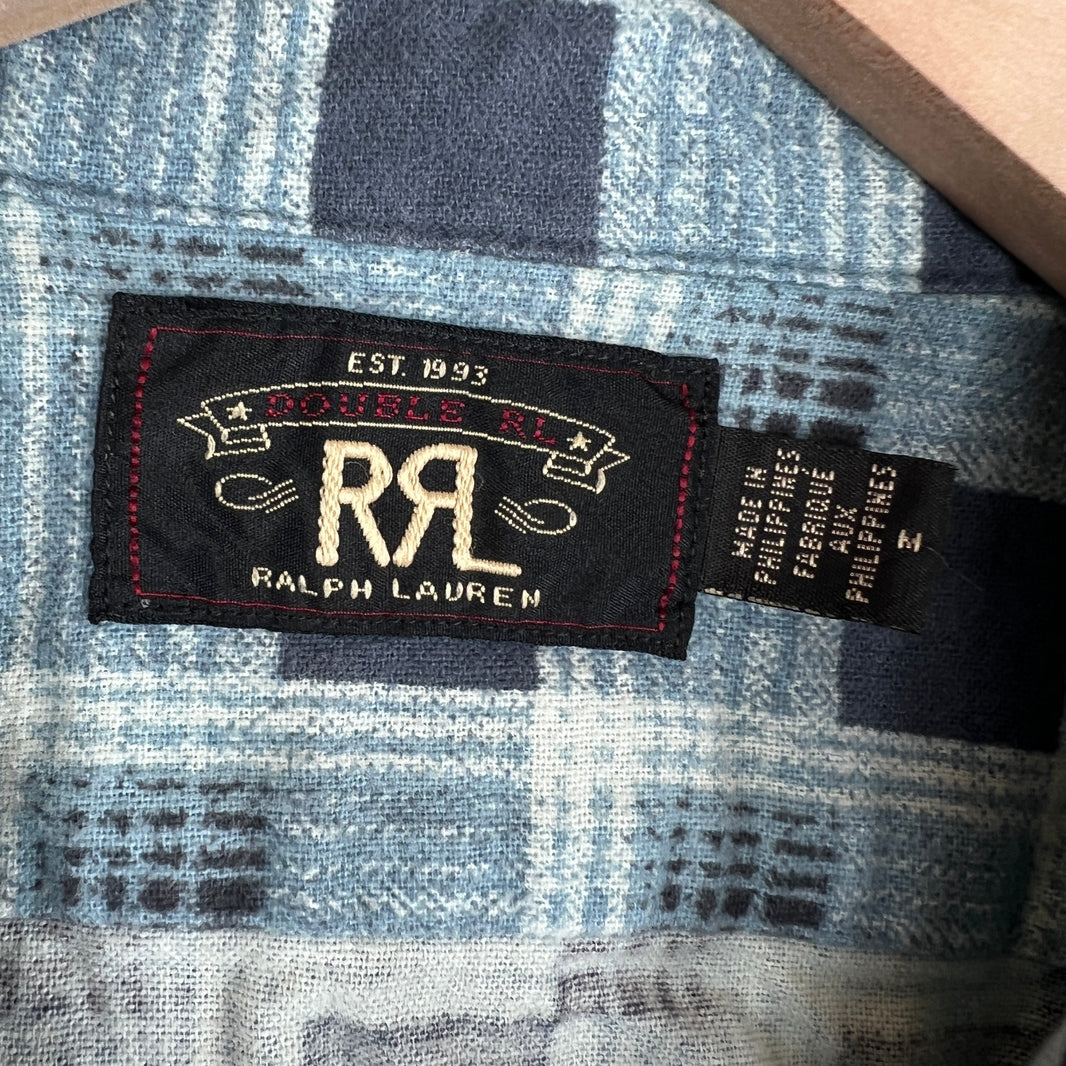 EST. 1993
DOUBLE RL
RRL
RALPH LAUREN
MADE IN
PHILIPPINES
FABRIQUE
AUX
PHILIPPINES
M